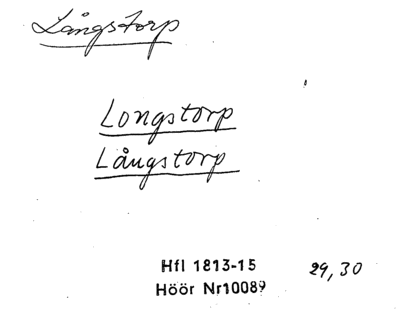 Långstorp
Longstorp
Långstorp
Hfl 1813-15 29,30
Höör Nr10089